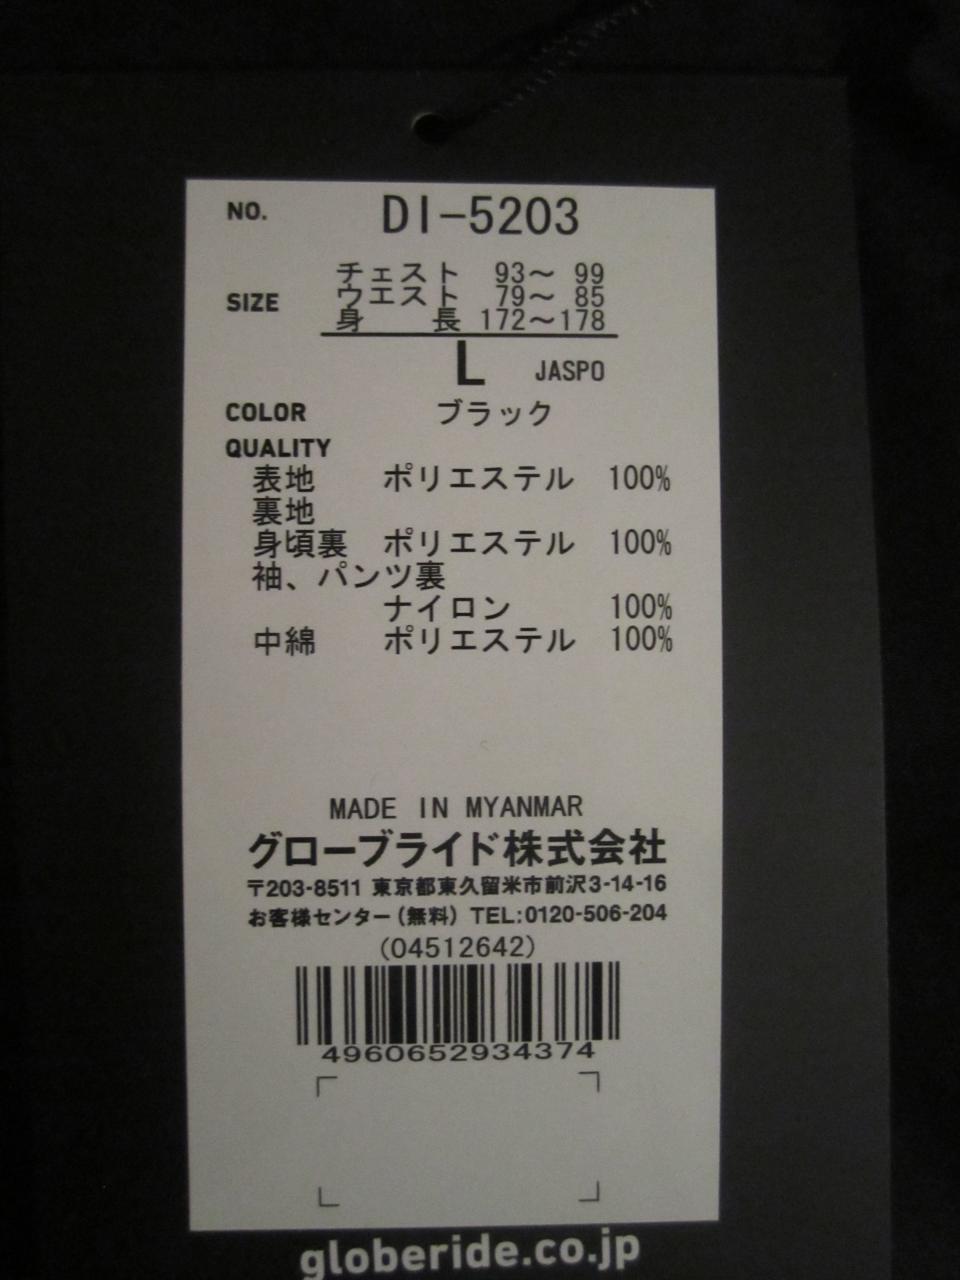 NO. DI-5203
SIZE
チェスト 93～ 99
ウエスト 79～ 85
身 長 172～178
L JASPO
COLOR ブラック
QUALITY
表地 ポリエステル 100%
裏地
身頃裏 ポリエステル 100%
袖、パンツ裏
ナイロン 100%
中綿 ポリエステル 100%
MADE IN MYANMAR
グローブライド株式会社
〒203-8511 東京都東久留米市前沢3-14-16
お客様センター(無料) TEL:0120-506-204
(04512642)
4960652934374
globeride.co.jp